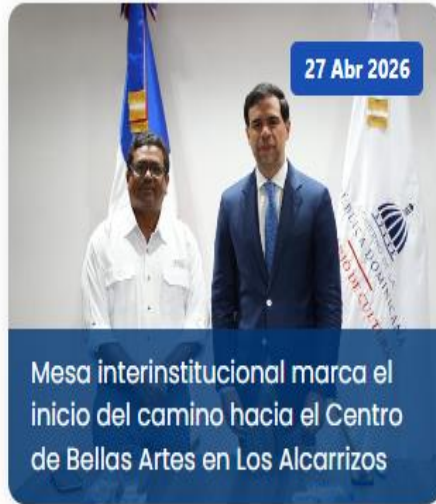 27 Abr 2026
Mesa interinstitucional marca el
inicio del camino hacia el Centro
de Bellas Artes en Los Alcarrizos